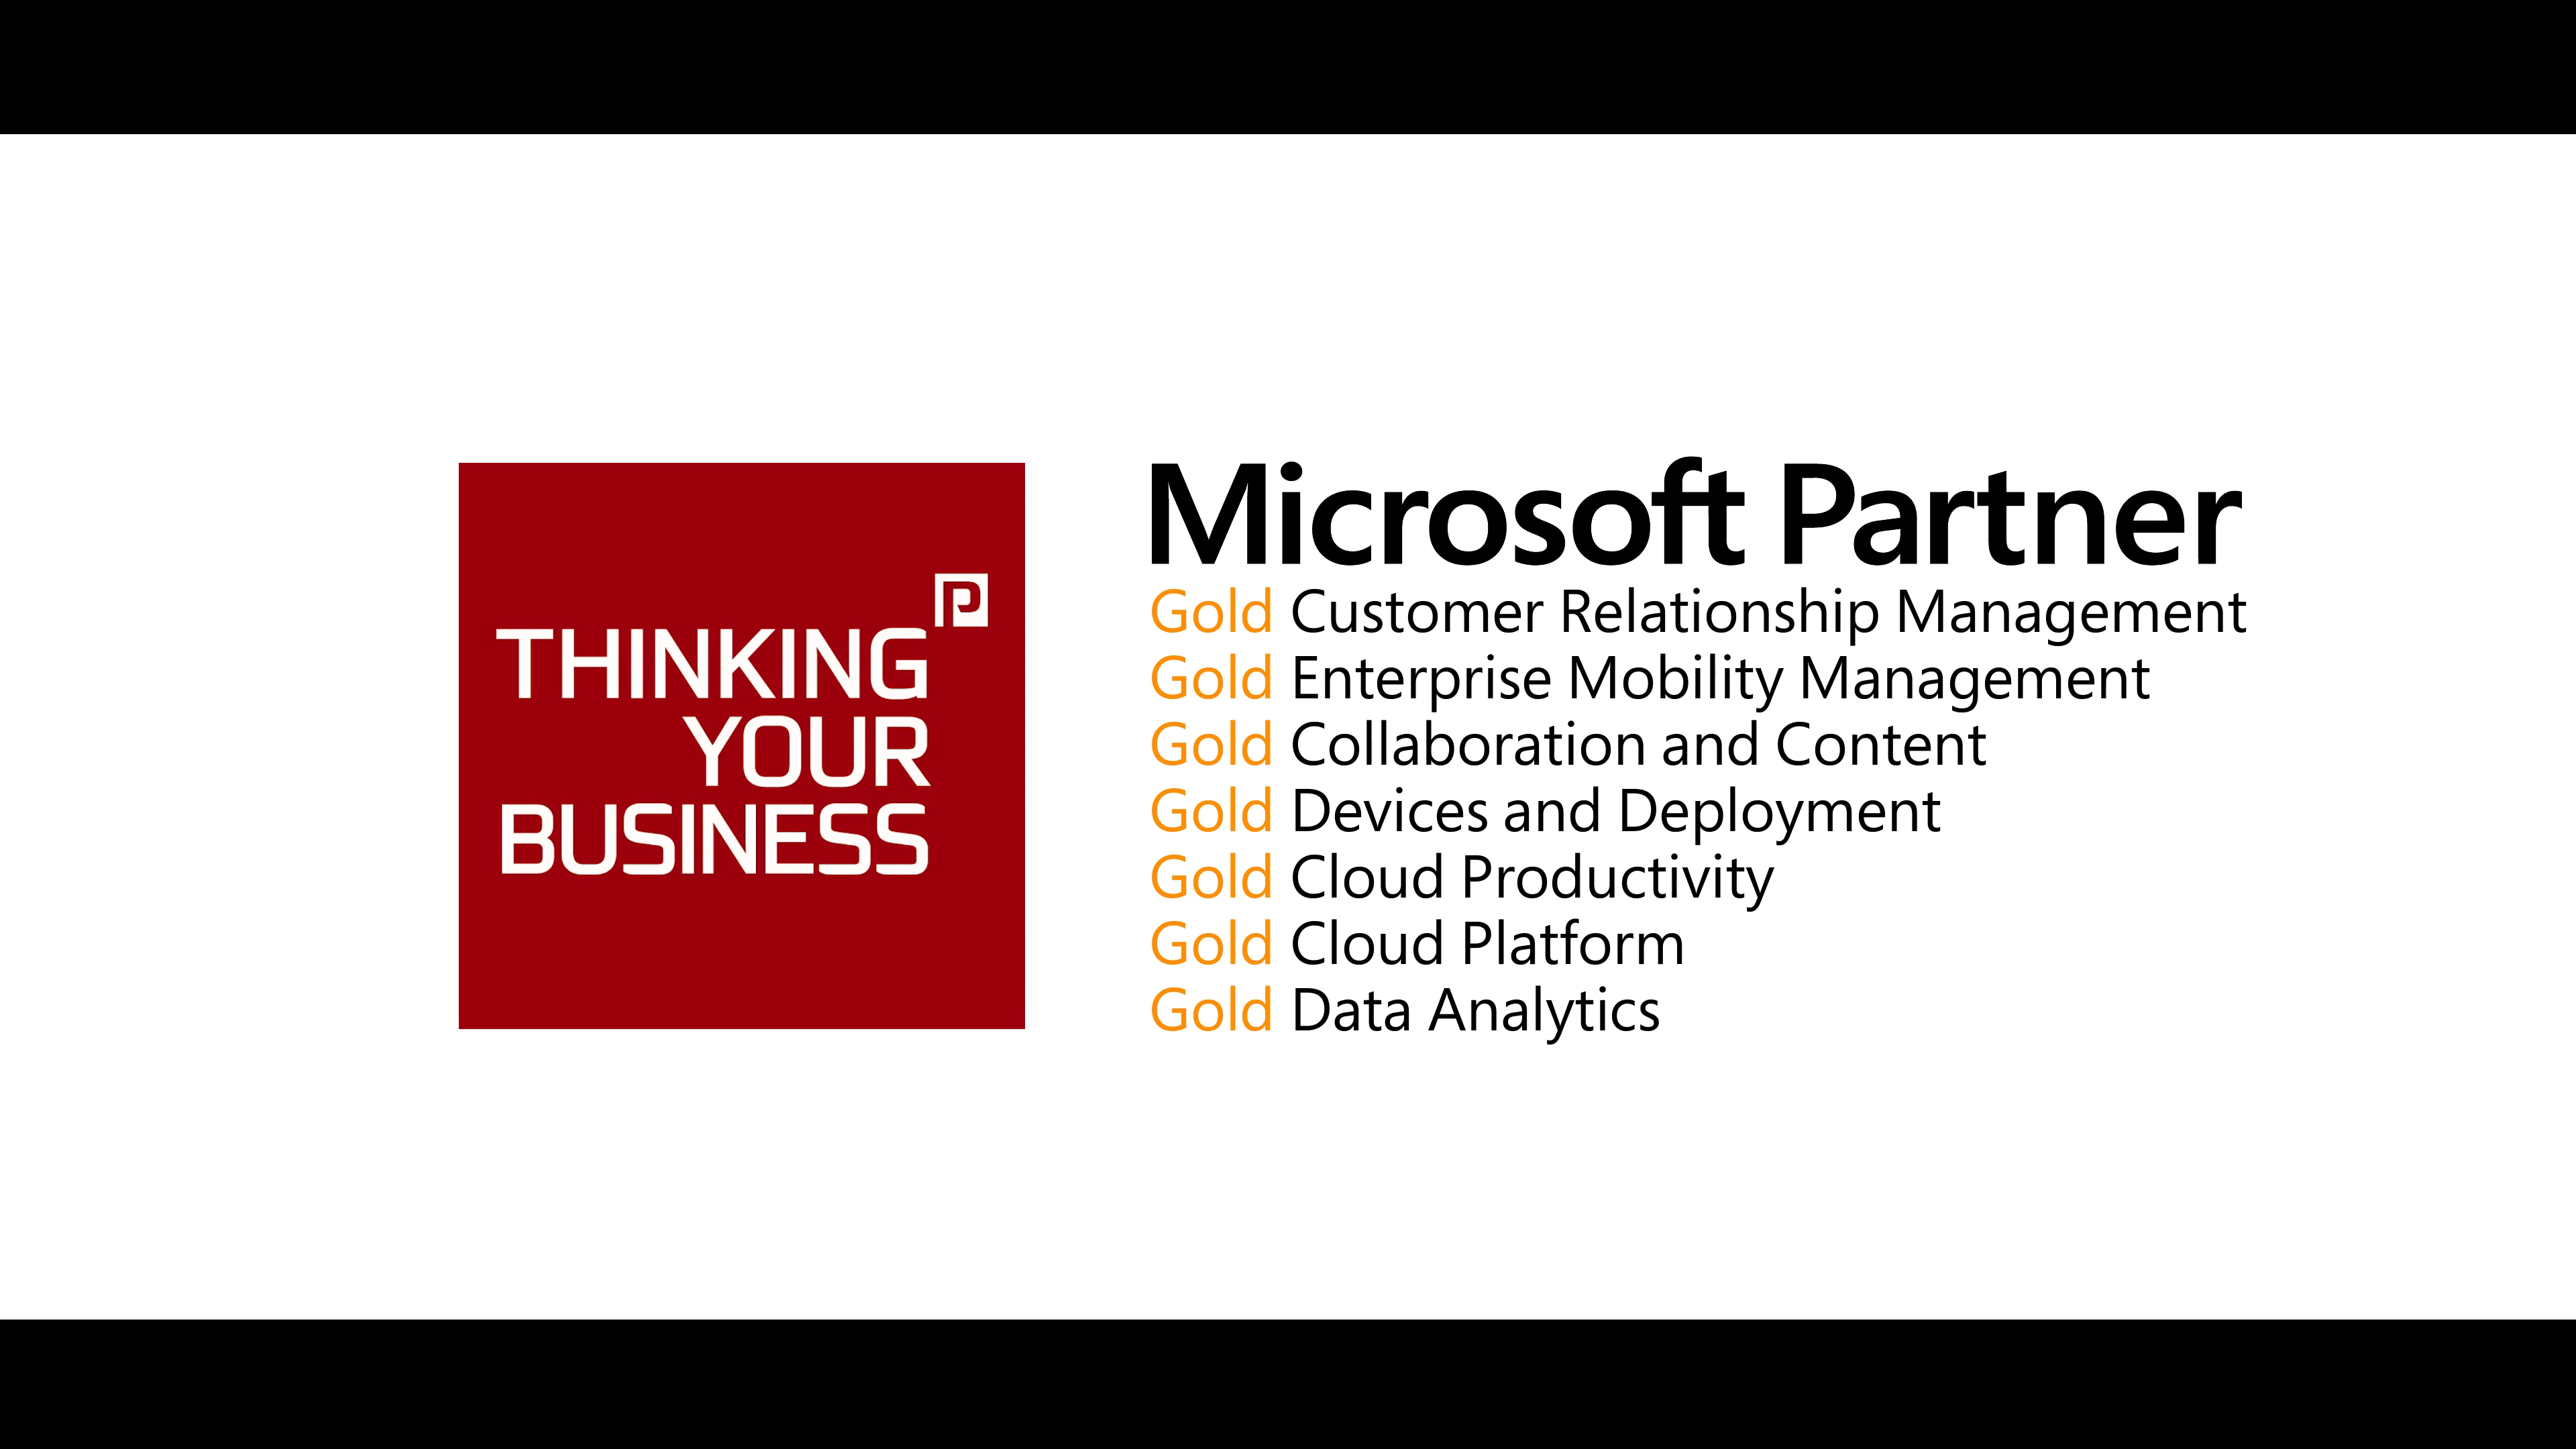 P
THINKING
YOUR
BUSINESS
Microsoft Partner
Gold Customer Relationship Management
Gold Enterprise Mobility Management
Gold Collaboration and Content
Gold Devices and Deployment
Gold Cloud Productivity
Gold Cloud Platform
Gold Data Analytics